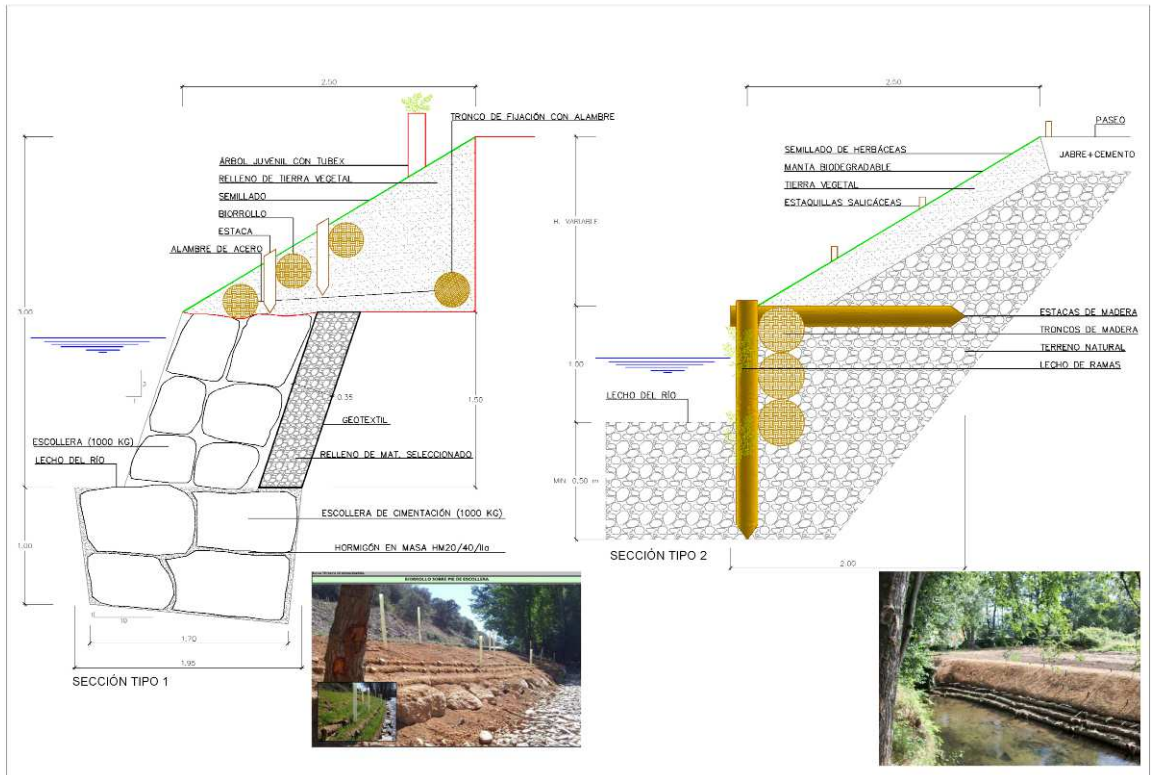 2.50
TRONCO DE FIJACIÓN CON ALAMBRE
ÁRBOL JUVENIL CON TUBEX
RELLENO DE TIERRA VEGETAL
SEMILLADO
BIORROLLO
ESTACA
ALAMBRE DE ACERO
3.00
3
1
0.35
1.50
GEOTEXTIL
ESCOLLERA (1000 KG)
LECHO DEL RÍO
RELLENO DE MAT. SELECCIONADO
ESCOLLERA DE CIMENTACIÓN (1000 KG)
HORMIGÓN EN MASA HM20/40/IIa
1.00
10
1.70
1.95
SECCIÓN TIPO 1
BIORROLLO SOBRE PIE DE ESCOLLERA
2.50
PASEO
JABRE+CEMENTO
SEMILLADO DE HERBÁCEAS
MANTA BIODEGRADABLE
TIERRA VEGETAL
ESTAQUILLAS SALICÁCEAS
H. VARIABLE
ESTACAS DE MADERA
TRONCOS DE MADERA
TERRENO NATURAL
LECHO DE RAMAS
1.00
LECHO DEL RÍO
MIN 0.50 m
SECCIÓN TIPO 2
2.00